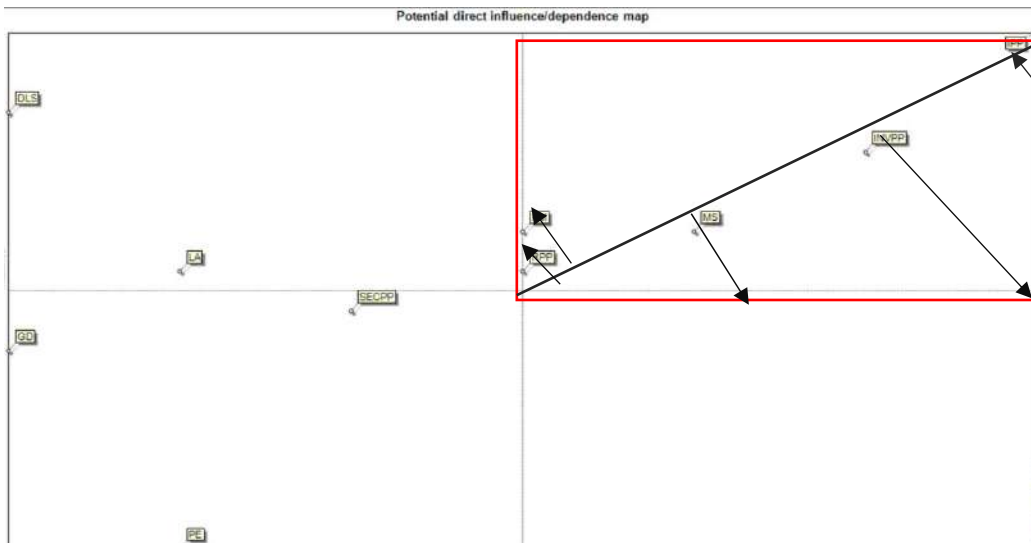 Potential direct influence/dependence map
DLS
INVPP
MS
LA
SECPP
GD
PE